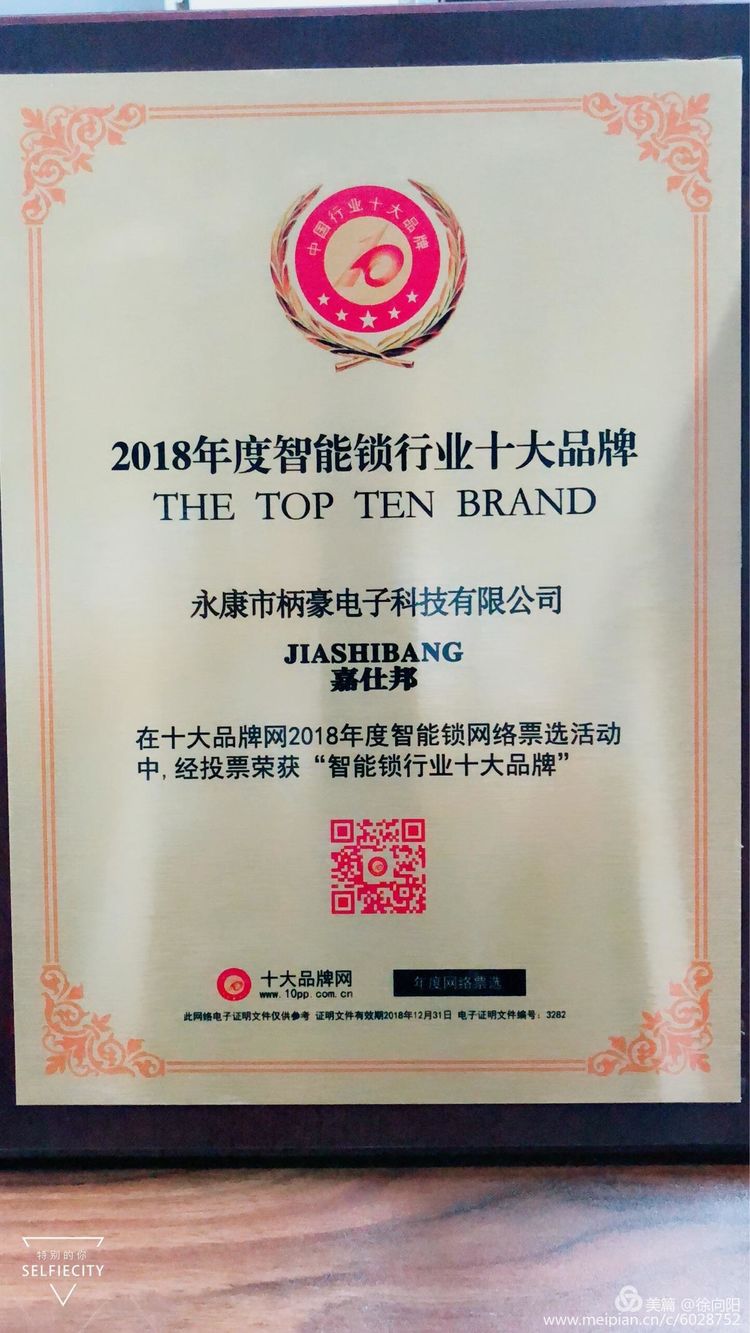 中国行业十大品牌
10
2018年度智能锁行业十大品牌
THE TOP TEN BRAND
永康市柄豪电子科技有限公司
JIASHIBANG
嘉仕邦
在十大品牌网2018年度智能锁网络票选活动
中,经投票荣获“智能锁行业十大品牌”
十大品牌网
www.10pp.com.cn
年度网络票选
此网络电子证明文件仅供参考 证明文件有效期2018年12月31日 电子证明文件编号：3282
特别的你
SELFIECITY
美篇 @徐向阳
www.meipian.cn/c/6028752